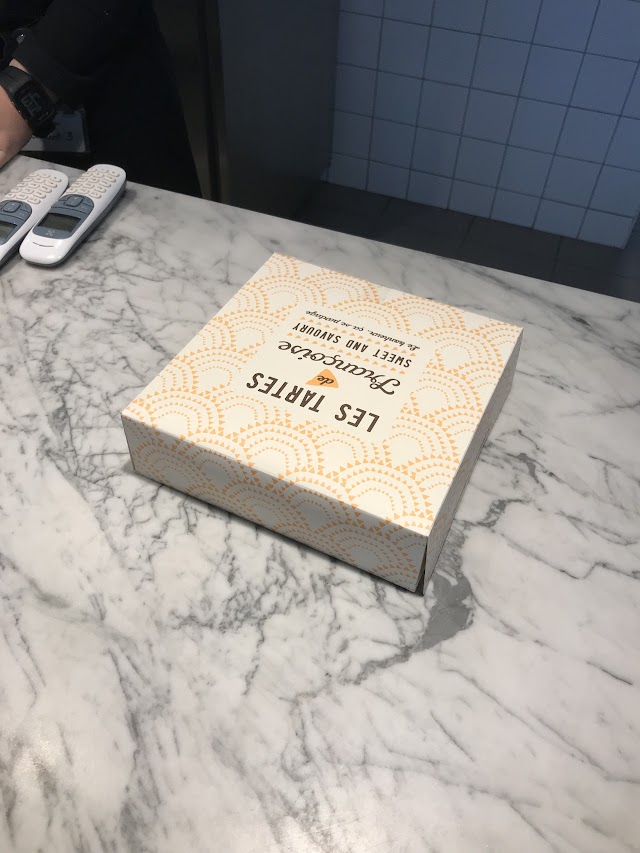 LES TARTES
de
Françoise
SWEET AND SAVOURY
Le bonheur, ça se partage